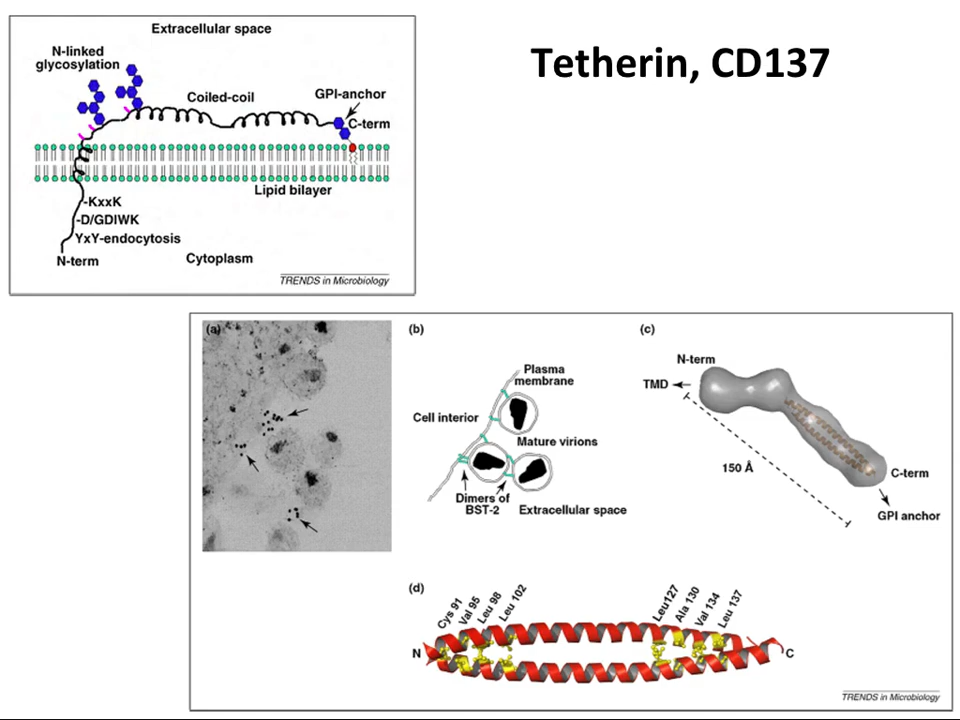 Tetherin, CD137
Extracellular space
N-linked
glycosylation
Coiled-coil
GPI-anchor
C-term
Lipid bilayer
-KxxK
-D/GDIWK
YxY-endocytosis
N-term
Cytoplasm
TRENDS in Microbiology
(a)
(b)
Plasma
membrane
Cell interior
Mature virions
Dimers of
BST-2
Extracellular space
(c)
N-term
TMD
150 Å
C-term
GPI anchor
(d)
Cys 91
Val 95
Leu 98
Leu 102
Leu127
Ala 130
Val 134
Leu 137
N
C
TRENDS in Microbiology